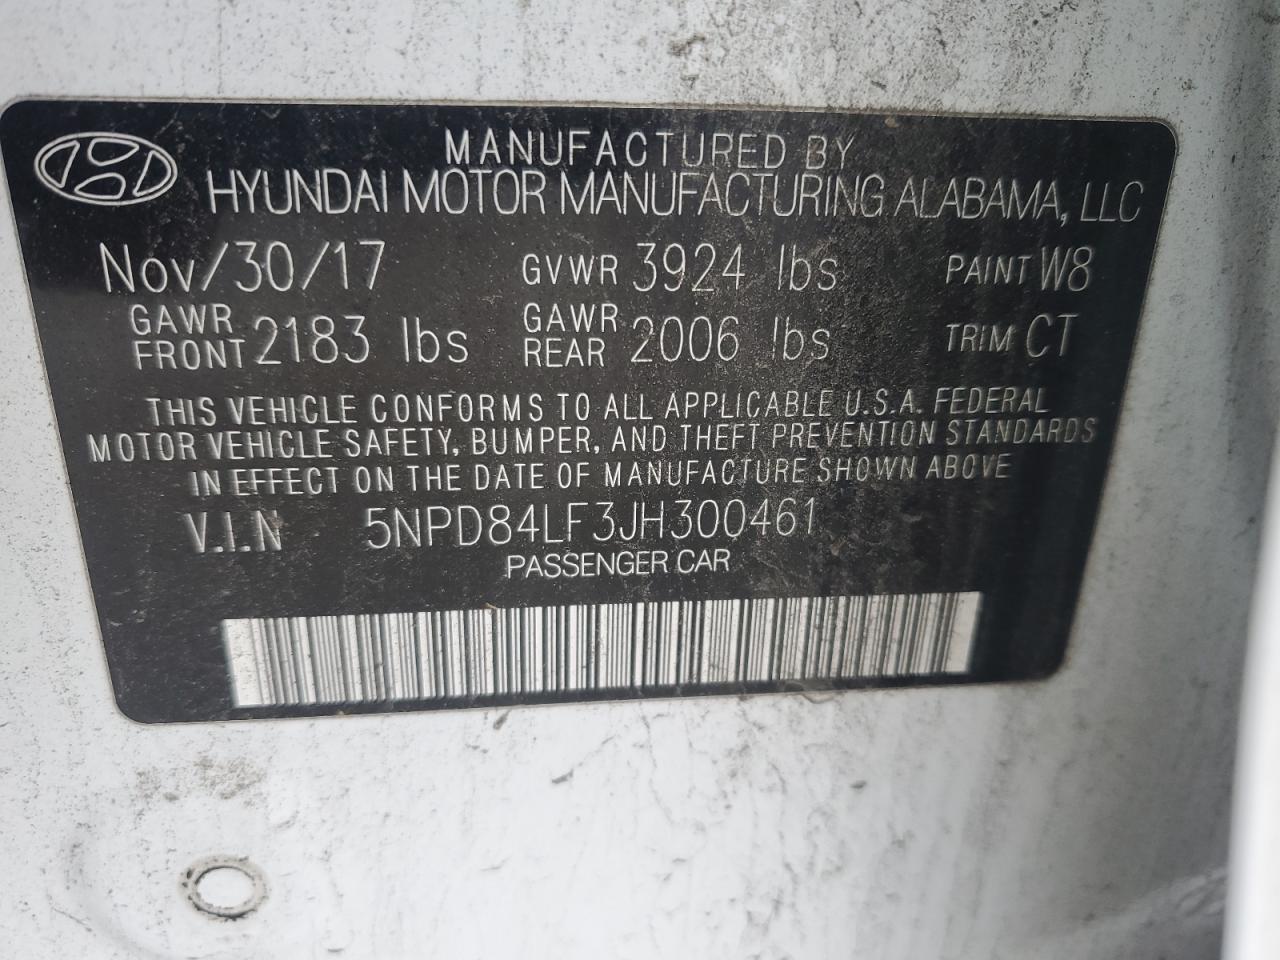 MANUFACTURED BY
HYUNDAI MOTOR MANUFACTURING ALABAMA, LLC
Nov/30/17 GVWR 3924 lbs PAINT W8
GAWR FRONT 2183 lbs GAWR REAR 2006 lbs TRIM CT
THIS VEHICLE CONFORMS TO ALL APPLICABLE U.S.A. FEDERAL
MOTOR VEHICLE SAFETY, BUMPER, AND THEFT PREVENTION STANDARDS
IN EFFECT ON THE DATE OF MANUFACTURE SHOWN ABOVE
V.I.N 5NPD84LF3JH300461
PASSENGER CAR